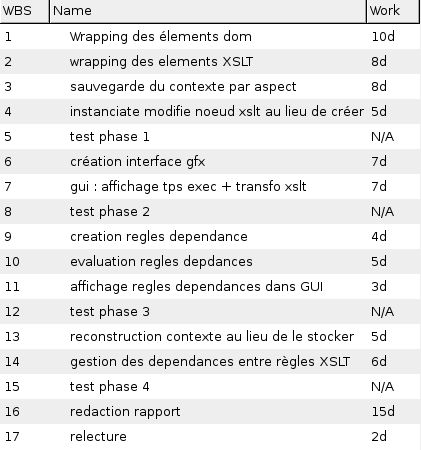 WBS Name Work
1 Wrapping des élements dom 10d
2 wrapping des elements XSLT 8d
3 sauvegarde du contexte par aspect 8d
4 instanciate modifie noeud xslt au lieu de créer 5d
5 test phase 1 N/A
6 création interface gfx 7d
7 gui : affichage tps exec + transfo xslt 7d
8 test phase 2 N/A
9 creation regles dependance 4d
10 evaluation regles depdances 5d
11 affichage regles dependances dans GUI 3d
12 test phase 3 N/A
13 reconstruction contexte au lieu de le stocker 5d
14 gestion des dependances entre règles XSLT 6d
15 test phase 4 N/A
16 redaction rapport 15d
17 relecture 2d